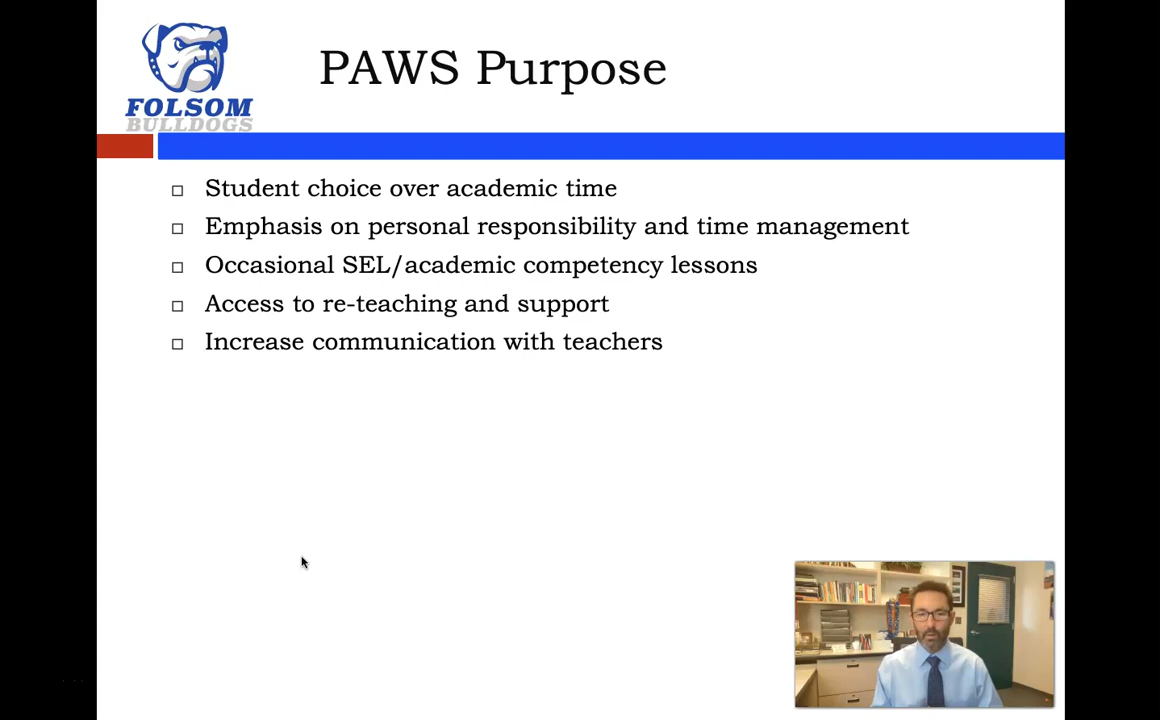 FOLSOM
BULLDOGS
PAWS Purpose
Student choice over academic time
Emphasis on personal responsibility and time management
Occasional SEL/academic competency lessons
Access to re-teaching and support
Increase communication with teachers